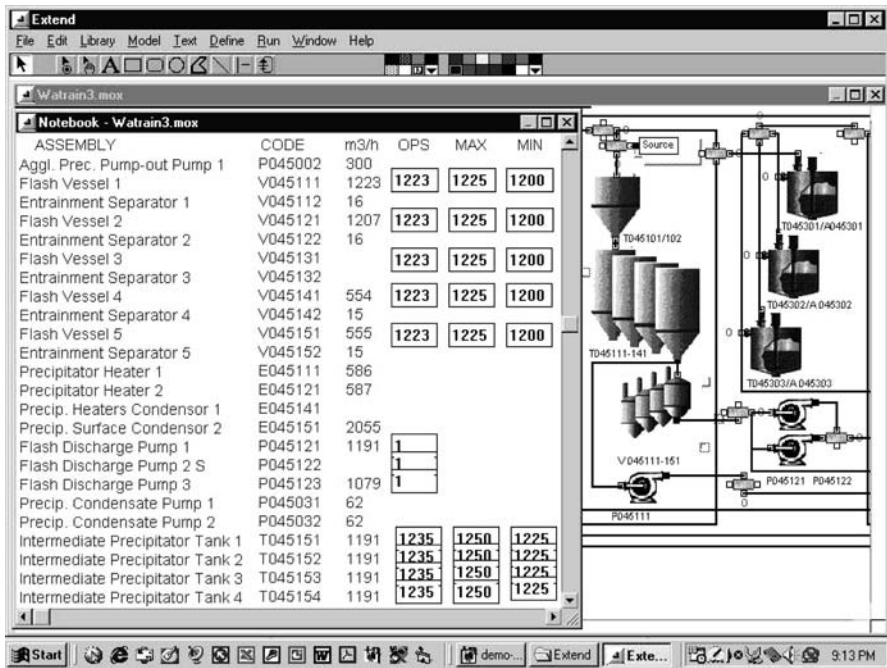 Extend
File Edit Library Model Text Define Run Window Help
Watrain3.mox
Notebook - Watrain3.mox
ASSEMBLY CODE m3/h OPS MAX MIN
Aggl. Prec. Pump-out Pump 1 P045002 300
Flash Vessel 1 V045111 1223 1223 1225 1200
Entrainment Separator 1 V045112 16
Flash Vessel 2 V045121 1207 1223 1225 1200
Entrainment Separator 2 V045122 16
Flash Vessel 3 V045131 1223 1225 1200
Entrainment Separator 3 V045132
Flash Vessel 4 V045141 554 1223 1225 1200
Entrainment Separator 4 V045142 15
Flash Vessel 5 V045151 555 1223 1225 1200
Entrainment Separator 5 V045152 15
Precipitator Heater 1 E045111 586
Precipitator Heater 2 E045121 587
Precip. Heaters Condensor 1 E045141
Precip. Surface Condensor 2 E045151 2055
Flash Discharge Pump 1 P045121 1191 1
Flash Discharge Pump 2 S P045122 1
Flash Discharge Pump 3 P045123 1079 1
Precip. Condensate Pump 1 P045031 62
Precip. Condensate Pump 2 P045032 62
Intermediate Precipitator Tank 1 T045151 1191 1235 1250 1225
Intermediate Precipitator Tank 2 T045152 1191 1235 1250 1225
Intermediate Precipitator Tank 3 T045153 1191 1235 1250 1225
Intermediate Precipitator Tank 4 T045154 1191 1235 1250 1225
Source
T045101/102
T045301/A045301
T045302/A045302
T045111-141
T045303/A045303
V045111-151
P045121 P045122
P045111
Start demo-... Extend Exte... 9:13 PM